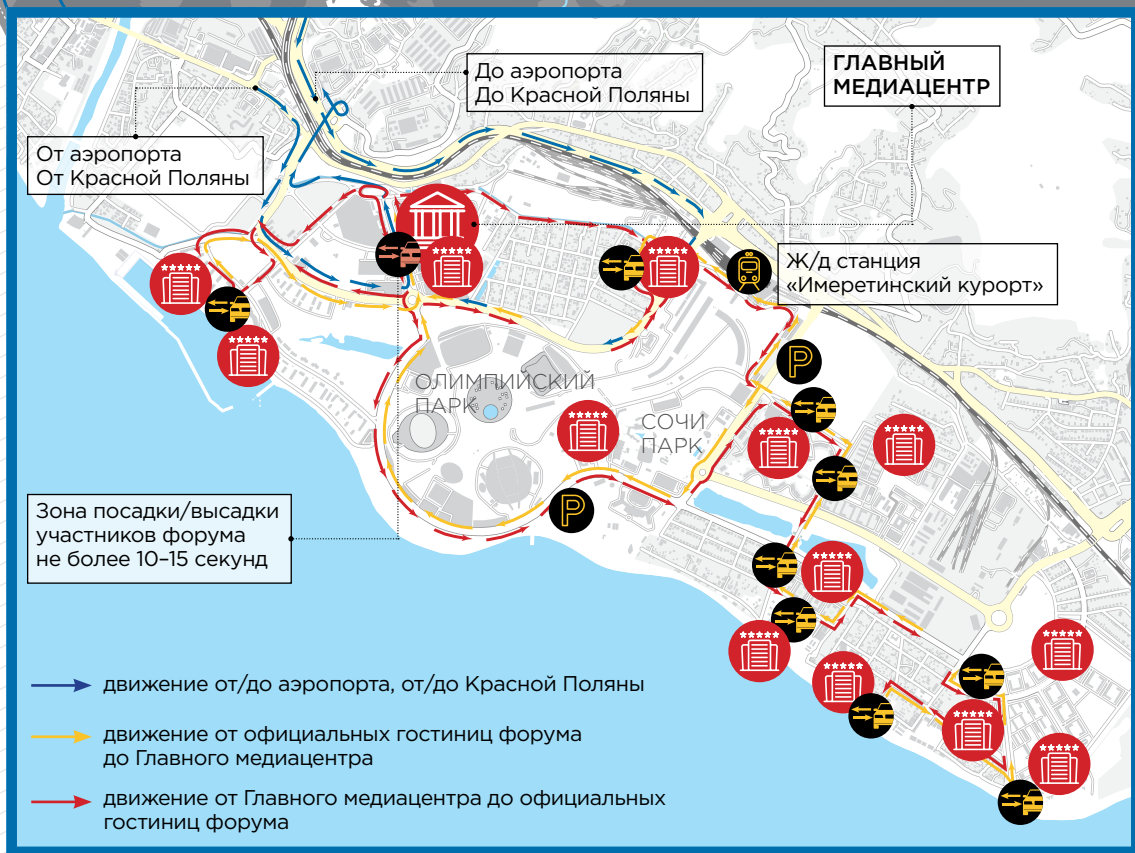 До аэропорта
До Красной Поляны
ГЛАВНЫЙ
МЕДИАЦЕНТР
От аэропорта
От Красной Поляны
Ж/д станция
«Имеретинский курорт»
P
ОЛИМПИЙСКИЙ
ПАРК
СОЧИ
ПАРК
P
Зона посадки/высадки
участников форума
не более 10–15 секунд
движение от/до аэропорта, от/до Красной Поляны
движение от официальных гостиниц форума
до Главного медиацентра
движение от Главного медиацентра до официальных
гостиниц форума